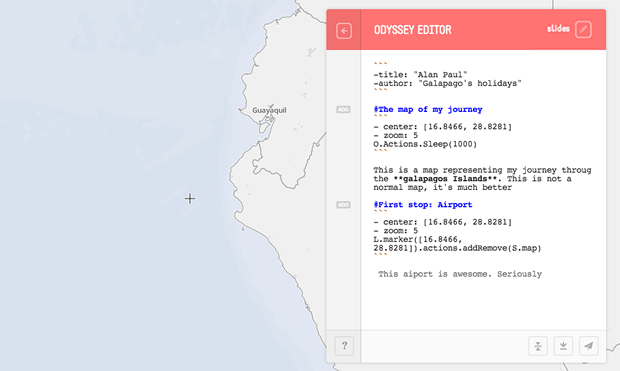 Guayaquil
ODYSSEY EDITOR
slides
```
-title: "Alan Paul"
-author: "Galapago's holidays"
```
ADD
#The map of my journey
```
- center: [16.8466, 28.8281]
- zoom: 5
O.Actions.Sleep(1000)
```
This is a map representing my journey throug
the **galapagos Islands**. This is not a
normal map, it's much better
ADD
#First stop: Airport
```
- center: [16.8466, 28.8281]
- zoom: 5
L.marker([16.8466,
28.8281]).actions.addRemove(S.map)
```
This aiport is awesome. Seriously
?